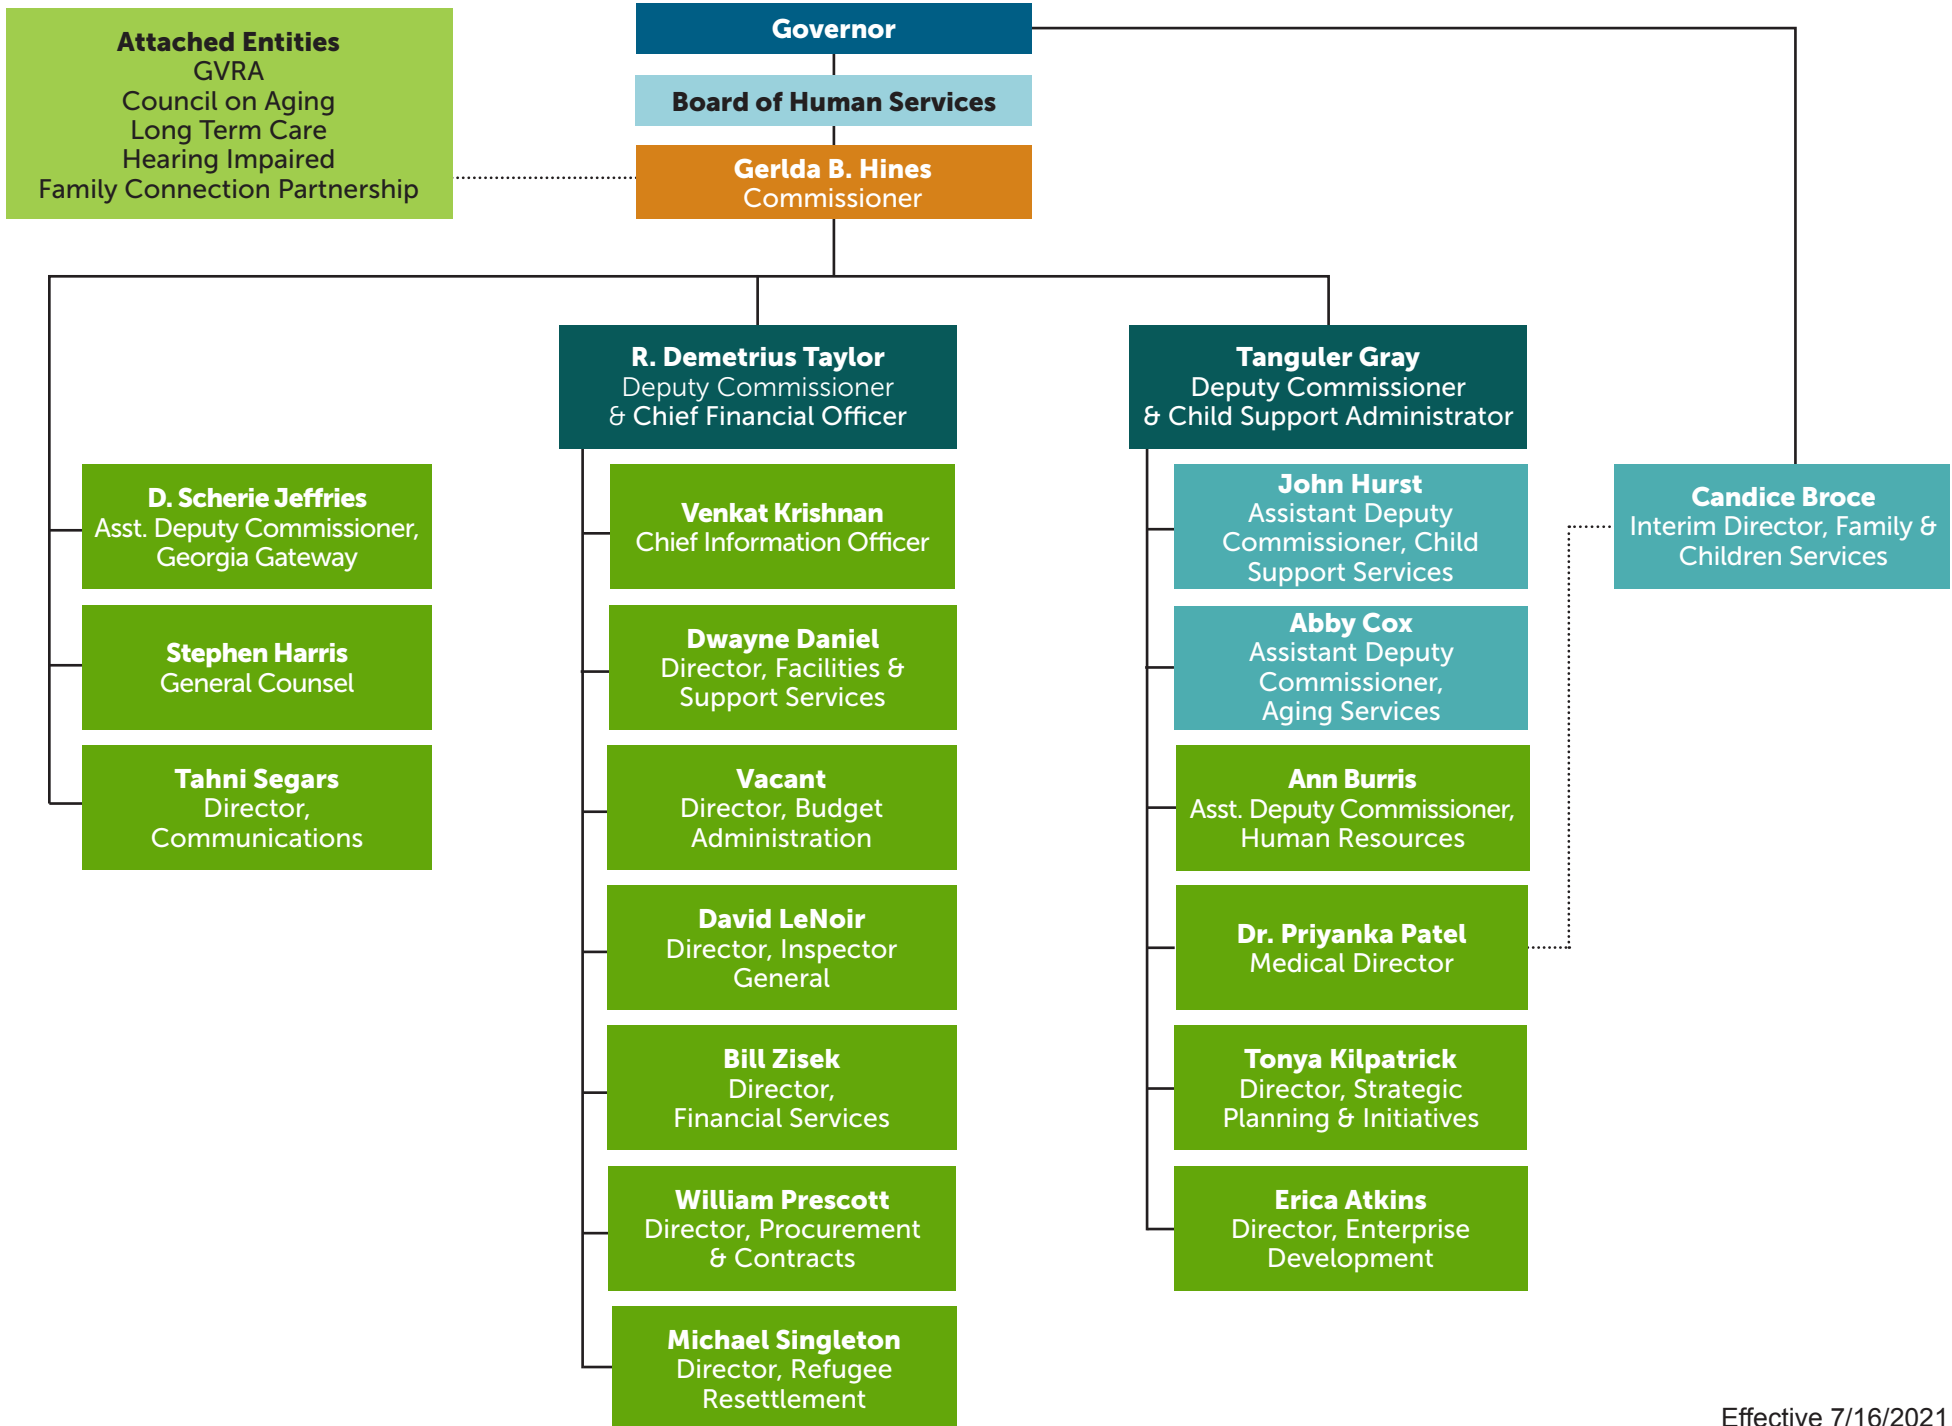 Attached Entities
GVRA
Council on Aging
Long Term Care
Hearing Impaired
Family Connection Partnership
Governor
Board of Human Services
Gerlda B. Hines
Commissioner
D. Scherie Jeffries
Asst. Deputy Commissioner,
Georgia Gateway
Stephen Harris
General Counsel
Tahni Segars
Director,
Communications
R. Demetrius Taylor
Deputy Commissioner
& Chief Financial Officer
Venkat Krishnan
Chief Information Officer
Dwayne Daniel
Director, Facilities &
Support Services
Vacant
Director, Budget
Administration
David LeNoir
Director, Inspector
General
Bill Zisek
Director,
Financial Services
William Prescott
Director, Procurement
& Contracts
Michael Singleton
Director, Refugee
Resettlement
Tanguler Gray
Deputy Commissioner
& Child Support Administrator
John Hurst
Assistant Deputy
Commissioner, Child
Support Services
Abby Cox
Assistant Deputy
Commissioner,
Aging Services
Ann Burris
Asst. Deputy Commissioner,
Human Resources
Dr. Priyanka Patel
Medical Director
Tonya Kilpatrick
Director, Strategic
Planning & Initiatives
Erica Atkins
Director, Enterprise
Development
Candice Broce
Interim Director, Family &
Children Services
Effective 7/16/2021